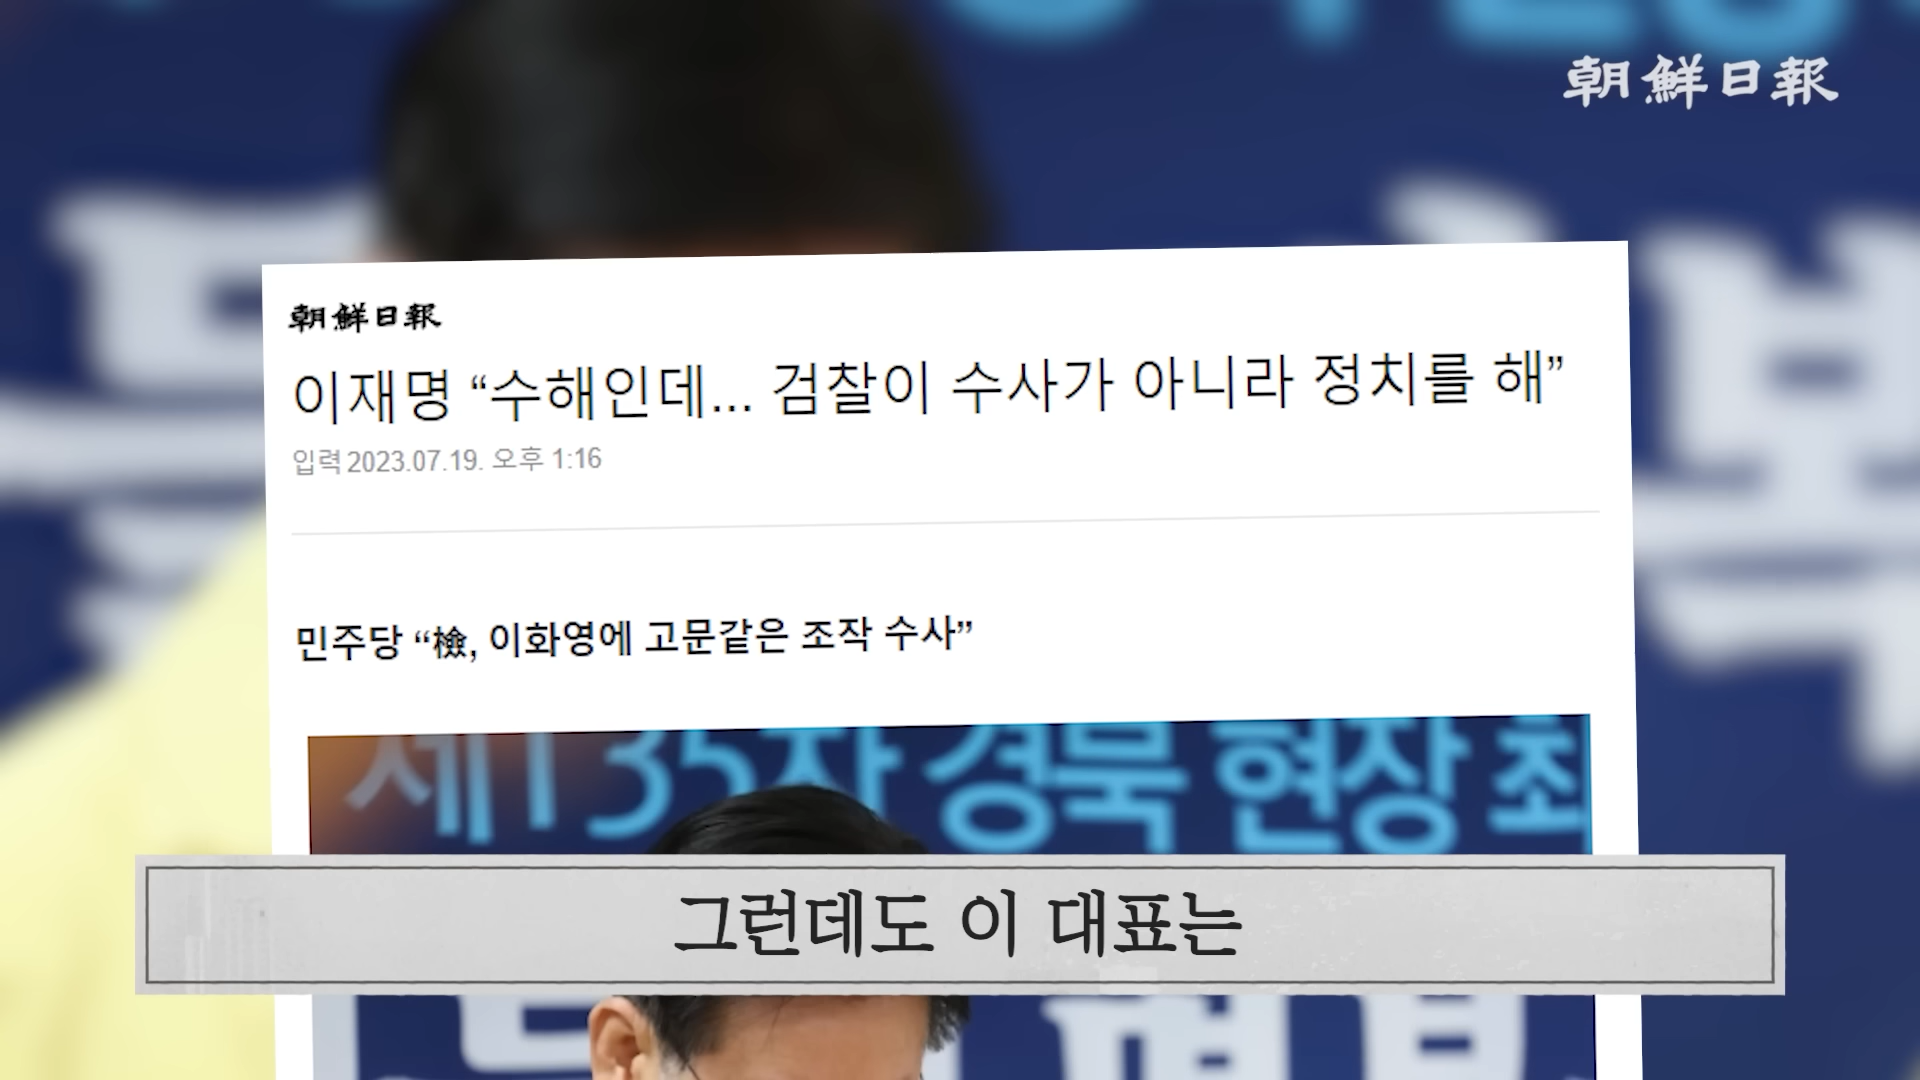 朝鮮日報
朝鮮日報
이재명 “수해인데... 검찰이 수사가 아니라 정치를 해”
입력 2023.07.19. 오후 1:16
민주당 “檢, 이화영에 고문같은 조작 수사”
제135차 경북 현장 최
그런데도 이 대표는